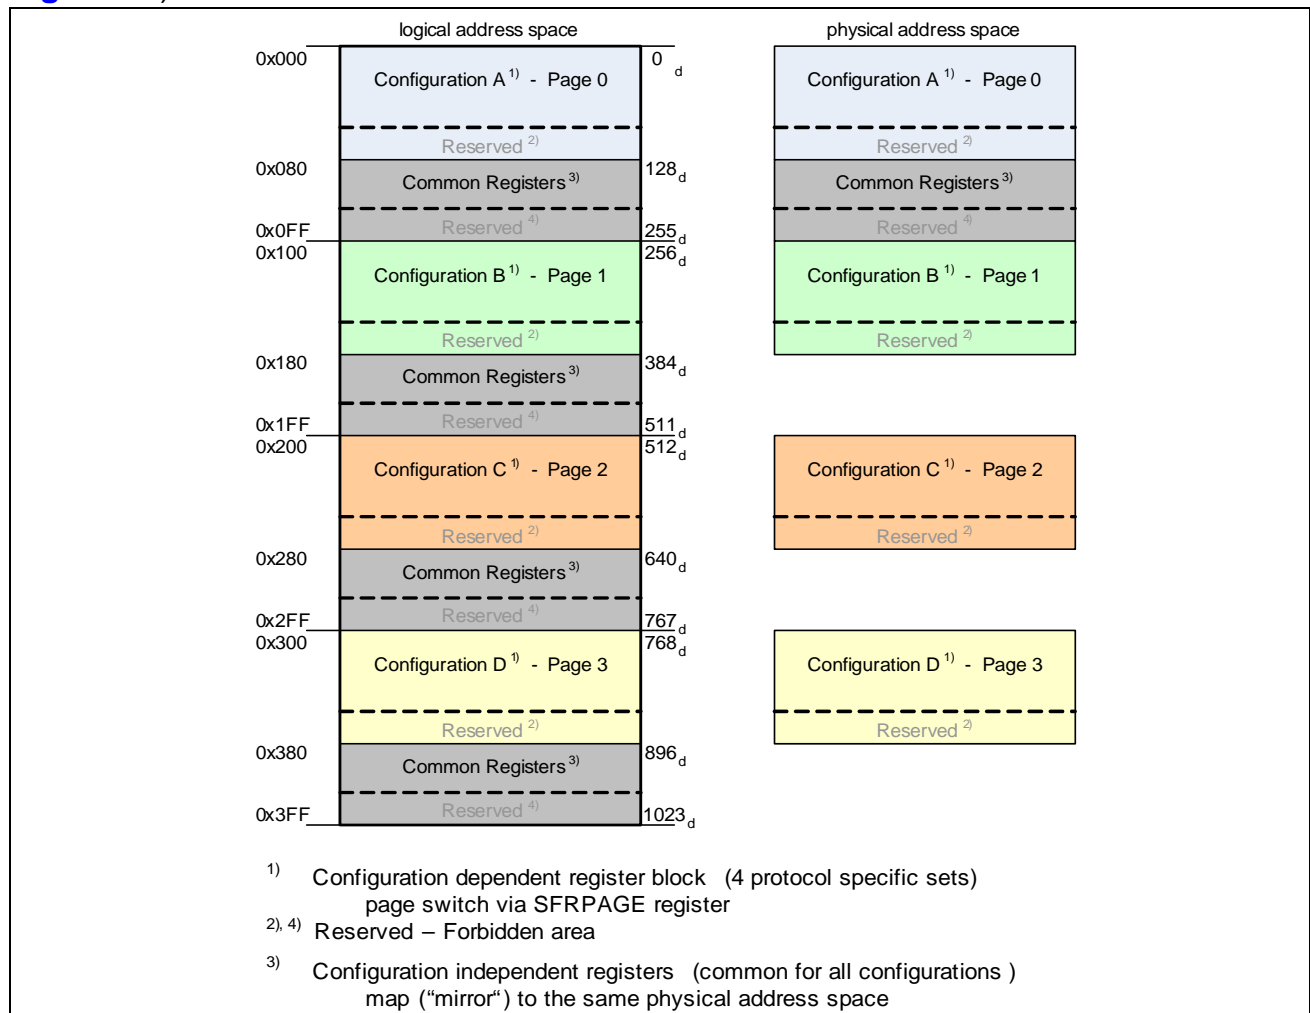 logical address space physical address space
0x000 0 d
Configuration A 1) - Page 0 Configuration A 1) - Page 0
Reserved 2) Reserved 2)
0x080 128 d
Common Registers 3) Common Registers 3)
Reserved 4) Reserved 4)
0x0FF 255 d
0x100 256 d
Configuration B 1) - Page 1 Configuration B 1) - Page 1
Reserved 2) Reserved 2)
0x180 384 d
Common Registers 3)
Reserved 4)
0x1FF 511 d
0x200 512 d
Configuration C 1) - Page 2 Configuration C 1) - Page 2
Reserved 2) Reserved 2)
0x280 640 d
Common Registers 3)
Reserved 4)
0x2FF 767 d
0x300 768 d
Configuration D 1) - Page 3 Configuration D 1) - Page 3
Reserved 2) Reserved 2)
0x380 896 d
Common Registers 3)
Reserved 4)
0x3FF 1023 d
1) Configuration dependent register block (4 protocol specific sets)
page switch via SFRPAGE register
2), 4) Reserved – Forbidden area
3) Configuration independent registers (common for all configurations )
map (“mirror“) to the same physical address space